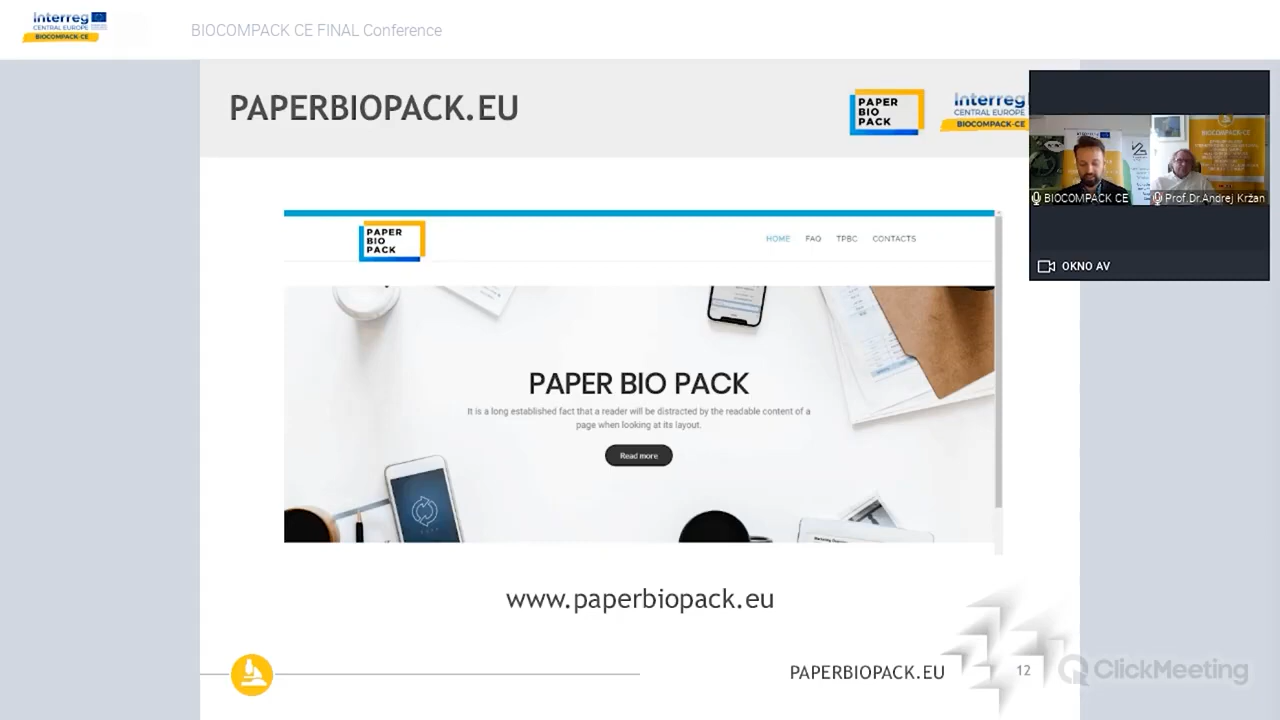 Interreg
CENTRAL EUROPE
BIOCOMPACK-CE
BIOCOMPACK CE FINAL Conference
PAPERBIOPACK.EU
PAPER
BIO
PACK
Interreg
CENTRAL EUROPE
BIOCOMPACK-CE
BIOCOMPACK-CE
BIOCOMPACK CE
Prof.Dr.Andrej Kržan
OKNO AV
PAPER
BIO
PACK
HOME FAQ TPBC CONTACTS
PAPER BIO PACK
It is a long established fact that a reader will be distracted by the readable content of a
page when looking at its layout.
Read more
www.paperbiopack.eu
PAPERBIOPACK.EU
12
ClickMeeting